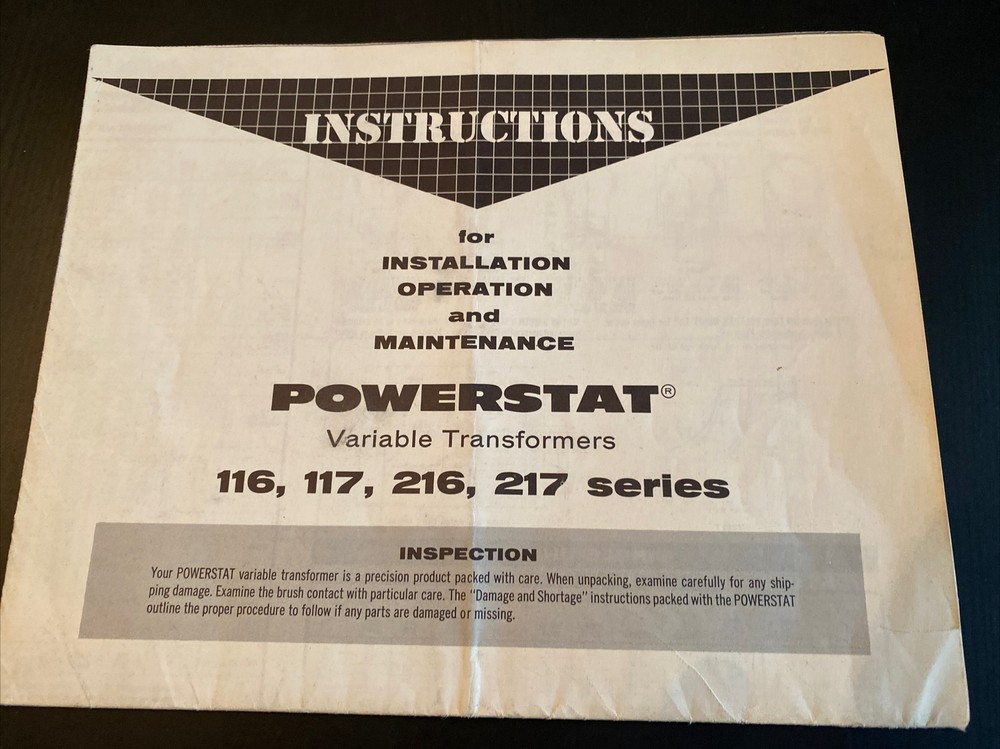 INSTRUCTIONS
for
INSTALLATION
OPERATION
and
MAINTENANCE
POWERSTAT®
Variable Transformers
116, 117, 216, 217 series
INSPECTION
Your POWERSTAT variable transformer is a precision product packed with care. When unpacking, examine carefully for any ship-
ping damage. Examine the brush contact with particular care. The "Damage and Shortage" instructions packed with the POWERSTAT
outline the proper procedure to follow if any parts are damaged or missing.